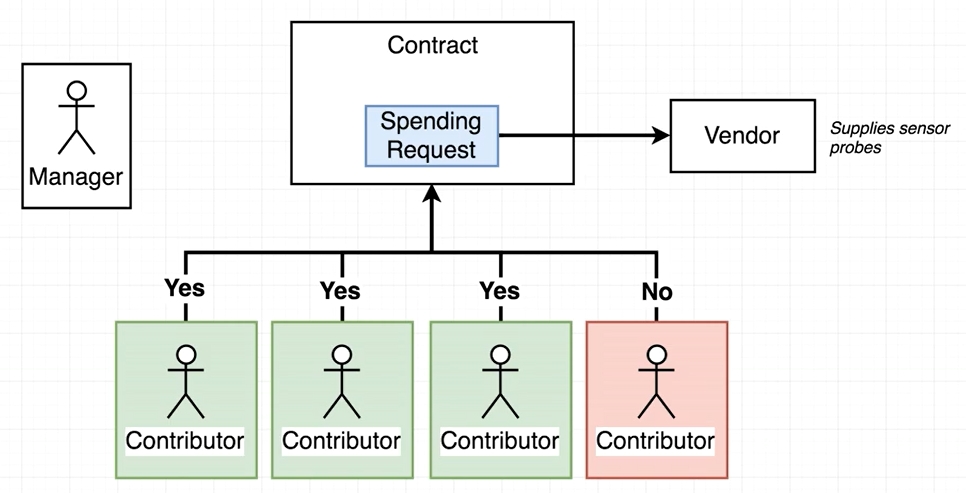 Contract
Manager
Spending
Request
Vendor
Supplies sensor
probes
Yes
Yes
Yes
No
Contributor
Contributor
Contributor
Contributor